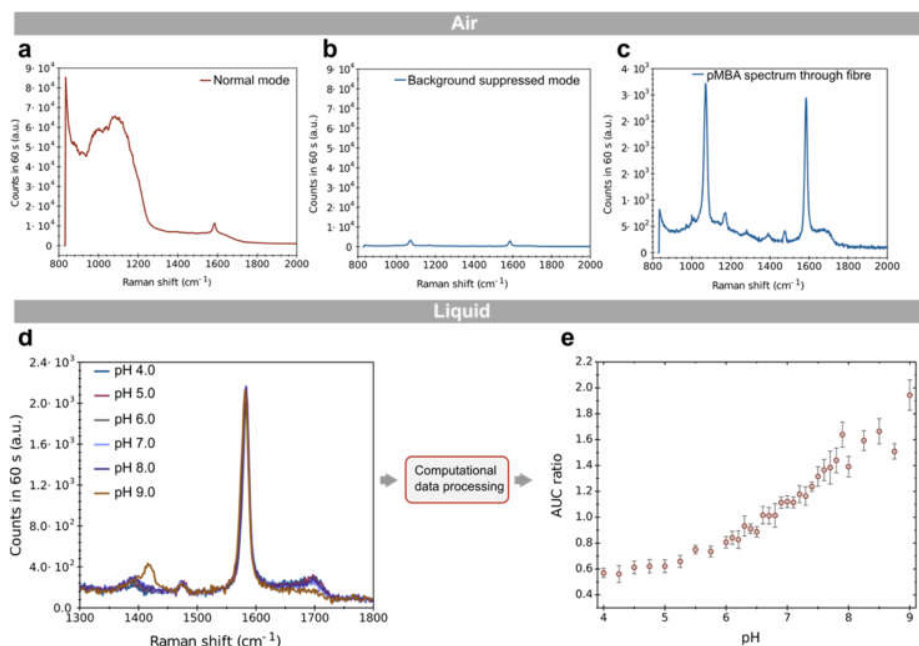 Air
a
b
c
Counts in 60 s (a.u.)
9·10⁴
8·10⁴
7·10⁴
6·10⁴
5·10⁴
4·10⁴
3·10⁴
2·10⁴
1·10⁴
0
Normal mode
800 1000 1200 1400 1600 1800 2000
Raman shift (cm⁻¹)
Counts in 60 s (a.u.)
9·10⁴
8·10⁴
7·10⁴
6·10⁴
5·10⁴
4·10⁴
3·10⁴
2·10⁴
1·10⁴
0
Background suppressed mode
800 1000 1200 1400 1600 1800 2000
Raman shift (cm⁻¹)
Counts in 60 s (a.u.)
4·10³
3·10³
3·10³
2·10³
2·10³
1·10³
5·10²
0
pMBA spectrum through fibre
800 1000 1200 1400 1600 1800 2000
Raman shift (cm⁻¹)
Liquid
d
e
Counts in 60 s (a.u.)
2.4·10³
2.0·10³
1.6·10³
1.2·10³
8.0·10²
4.0·10²
0.0
pH 4.0
pH 5.0
pH 6.0
pH 7.0
pH 8.0
pH 9.0
1300 1400 1500 1600 1700 1800
Raman shift (cm⁻¹)
Computational
data processing
AUC ratio
2.2
2.0
1.8
1.6
1.4
1.2
1.0
0.8
0.6
0.4
4 5 6 7 8 9
pH